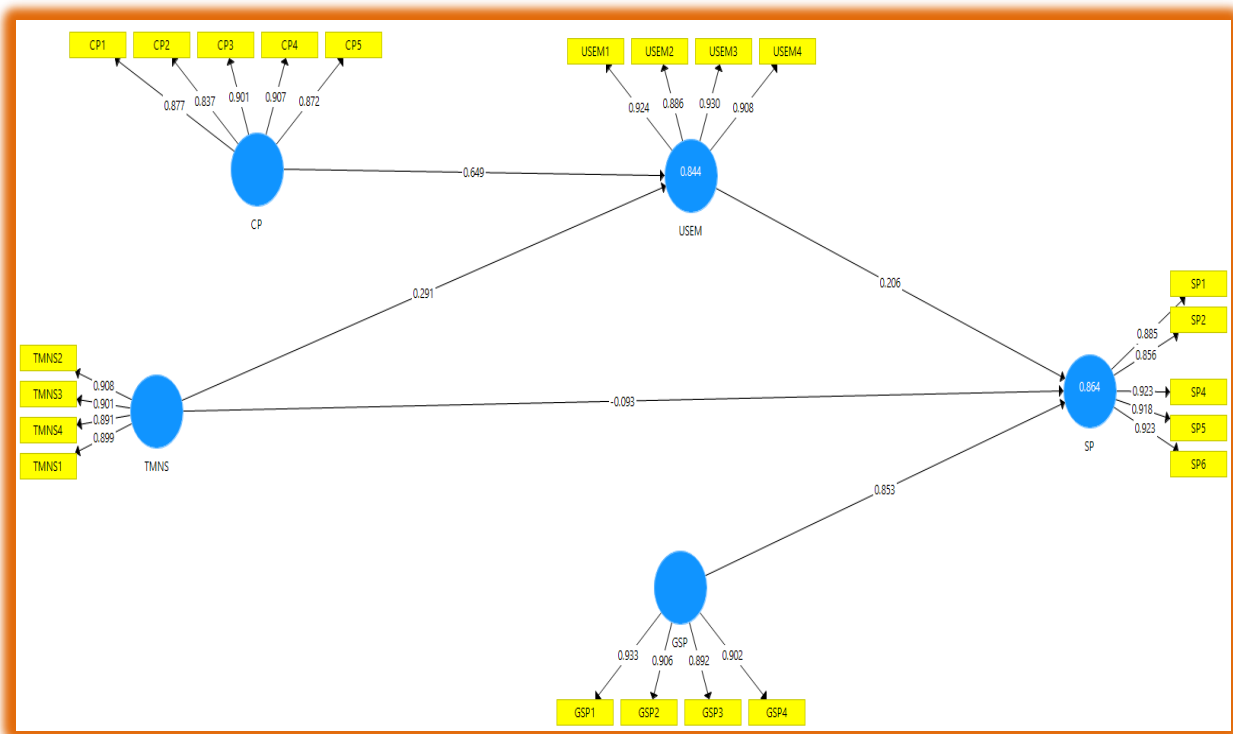 CP1 CP2 CP3 CP4 CP5
0.877 0.837 0.901 0.907 0.872
CP
USEM1 USEM2 USEM3 USEM4
0.924 0.886 0.930 0.908
0.844
USEM
0.649
0.291
0.206
TMNS2
TMNS3
TMNS4
TMNS1
0.908
0.901
0.891
0.899
TMNS
-0.093
SP1
SP2
SP4
SP5
SP6
0.885
0.856
0.923
0.918
0.923
0.864
SP
0.853
GSP
0.933 0.906 0.892 0.902
GSP1 GSP2 GSP3 GSP4